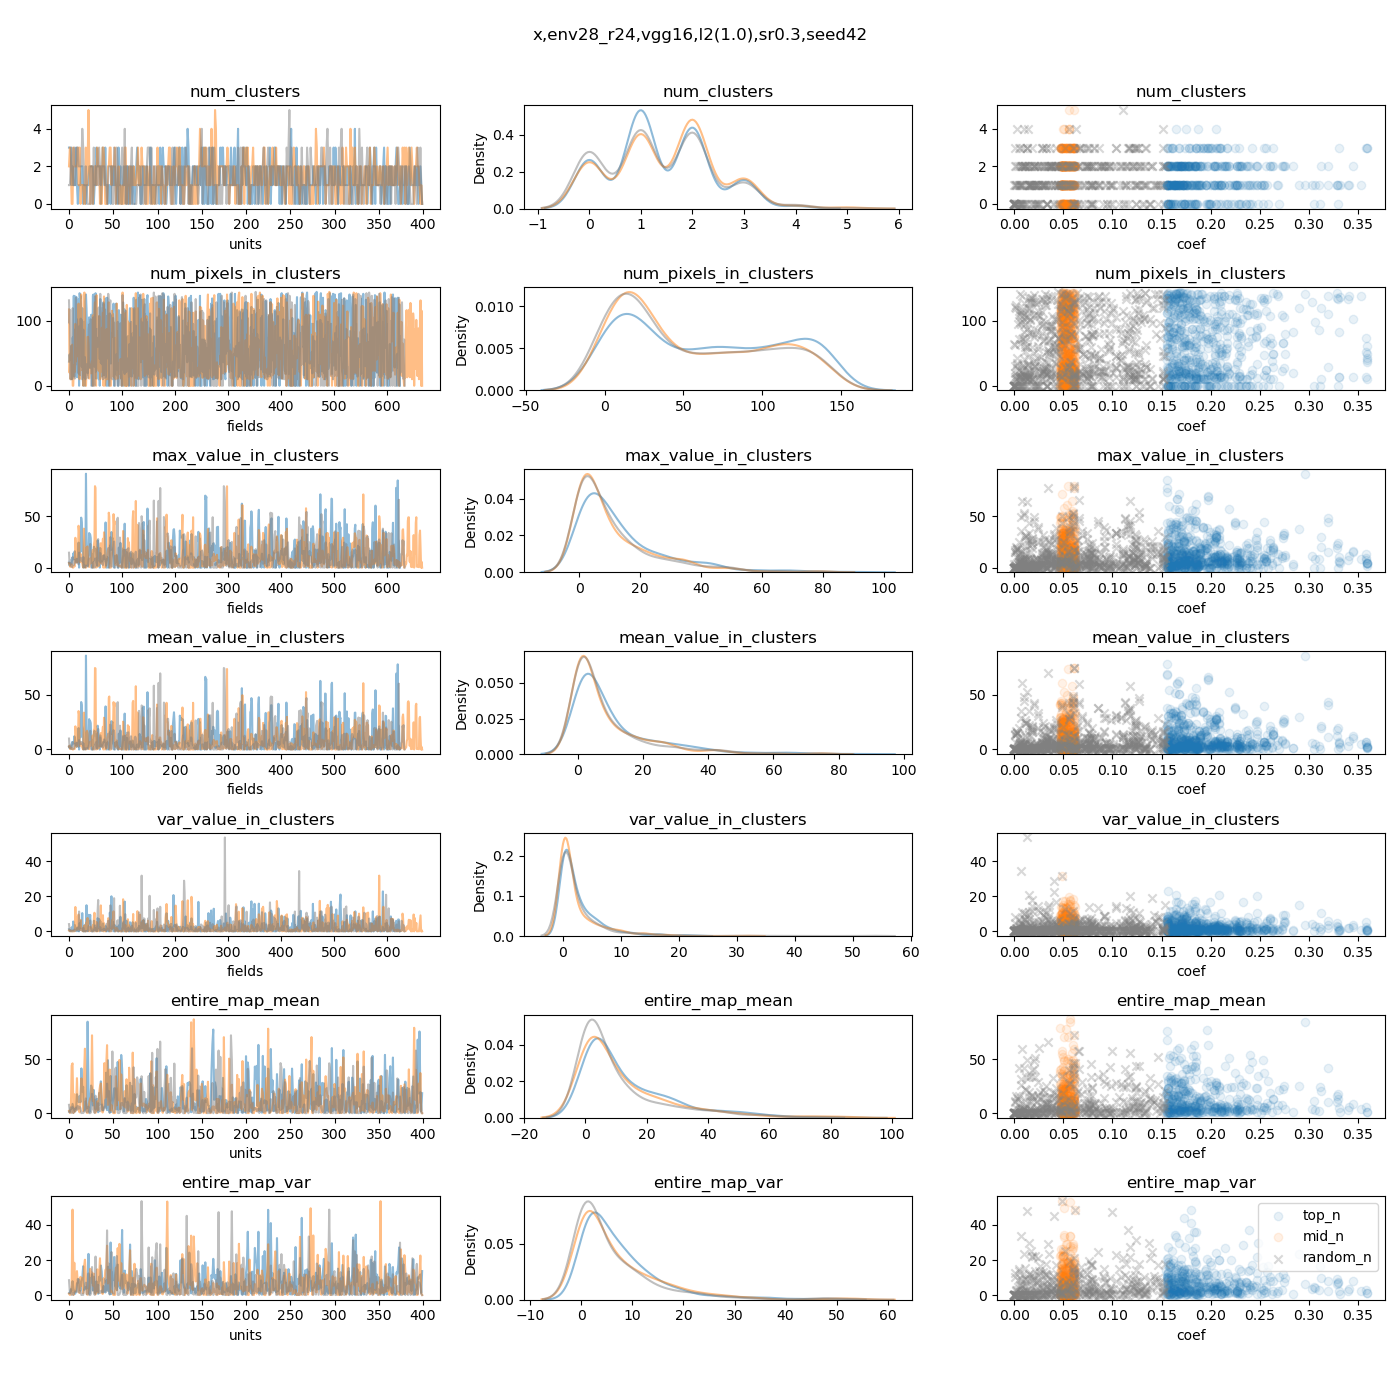 x,env28_r24,vgg16,l2(1.0),sr0.3,seed42
num_clusters
num_clusters
num_clusters
4
2
0
0 50 100 150 200 250 300 350 400
units
Density
0.4
0.2
0.0
−1 0 1 2 3 4 5 6
4
2
0
0.00 0.05 0.10 0.15 0.20 0.25 0.30 0.35
coef
num_pixels_in_clusters
num_pixels_in_clusters
num_pixels_in_clusters
100
0
0 100 200 300 400 500 600
fields
Density
0.010
0.005
0.000
−50 0 50 100 150
100
0
0.00 0.05 0.10 0.15 0.20 0.25 0.30 0.35
coef
max_value_in_clusters
max_value_in_clusters
max_value_in_clusters
50
0
0 100 200 300 400 500 600
fields
Density
0.04
0.02
0.00
0 20 40 60 80 100
50
0
0.00 0.05 0.10 0.15 0.20 0.25 0.30 0.35
coef
mean_value_in_clusters
mean_value_in_clusters
mean_value_in_clusters
50
0
0 100 200 300 400 500 600
fields
Density
0.050
0.025
0.000
0 20 40 60 80 100
50
0
0.00 0.05 0.10 0.15 0.20 0.25 0.30 0.35
coef
var_value_in_clusters
var_value_in_clusters
var_value_in_clusters
40
20
0
0 100 200 300 400 500 600
fields
Density
0.2
0.1
0.0
0 10 20 30 40 50 60
40
20
0
0.00 0.05 0.10 0.15 0.20 0.25 0.30 0.35
coef
entire_map_mean
entire_map_mean
entire_map_mean
50
0
0 50 100 150 200 250 300 350 400
units
Density
0.04
0.02
0.00
−20 0 20 40 60 80 100
50
0
0.00 0.05 0.10 0.15 0.20 0.25 0.30 0.35
coef
entire_map_var
entire_map_var
entire_map_var
40
20
0
0 50 100 150 200 250 300 350 400
units
Density
0.05
0.00
−10 0 10 20 30 40 50 60
40
20
0
0.00 0.05 0.10 0.15 0.20 0.25 0.30 0.35
coef
top_n
mid_n
random_n